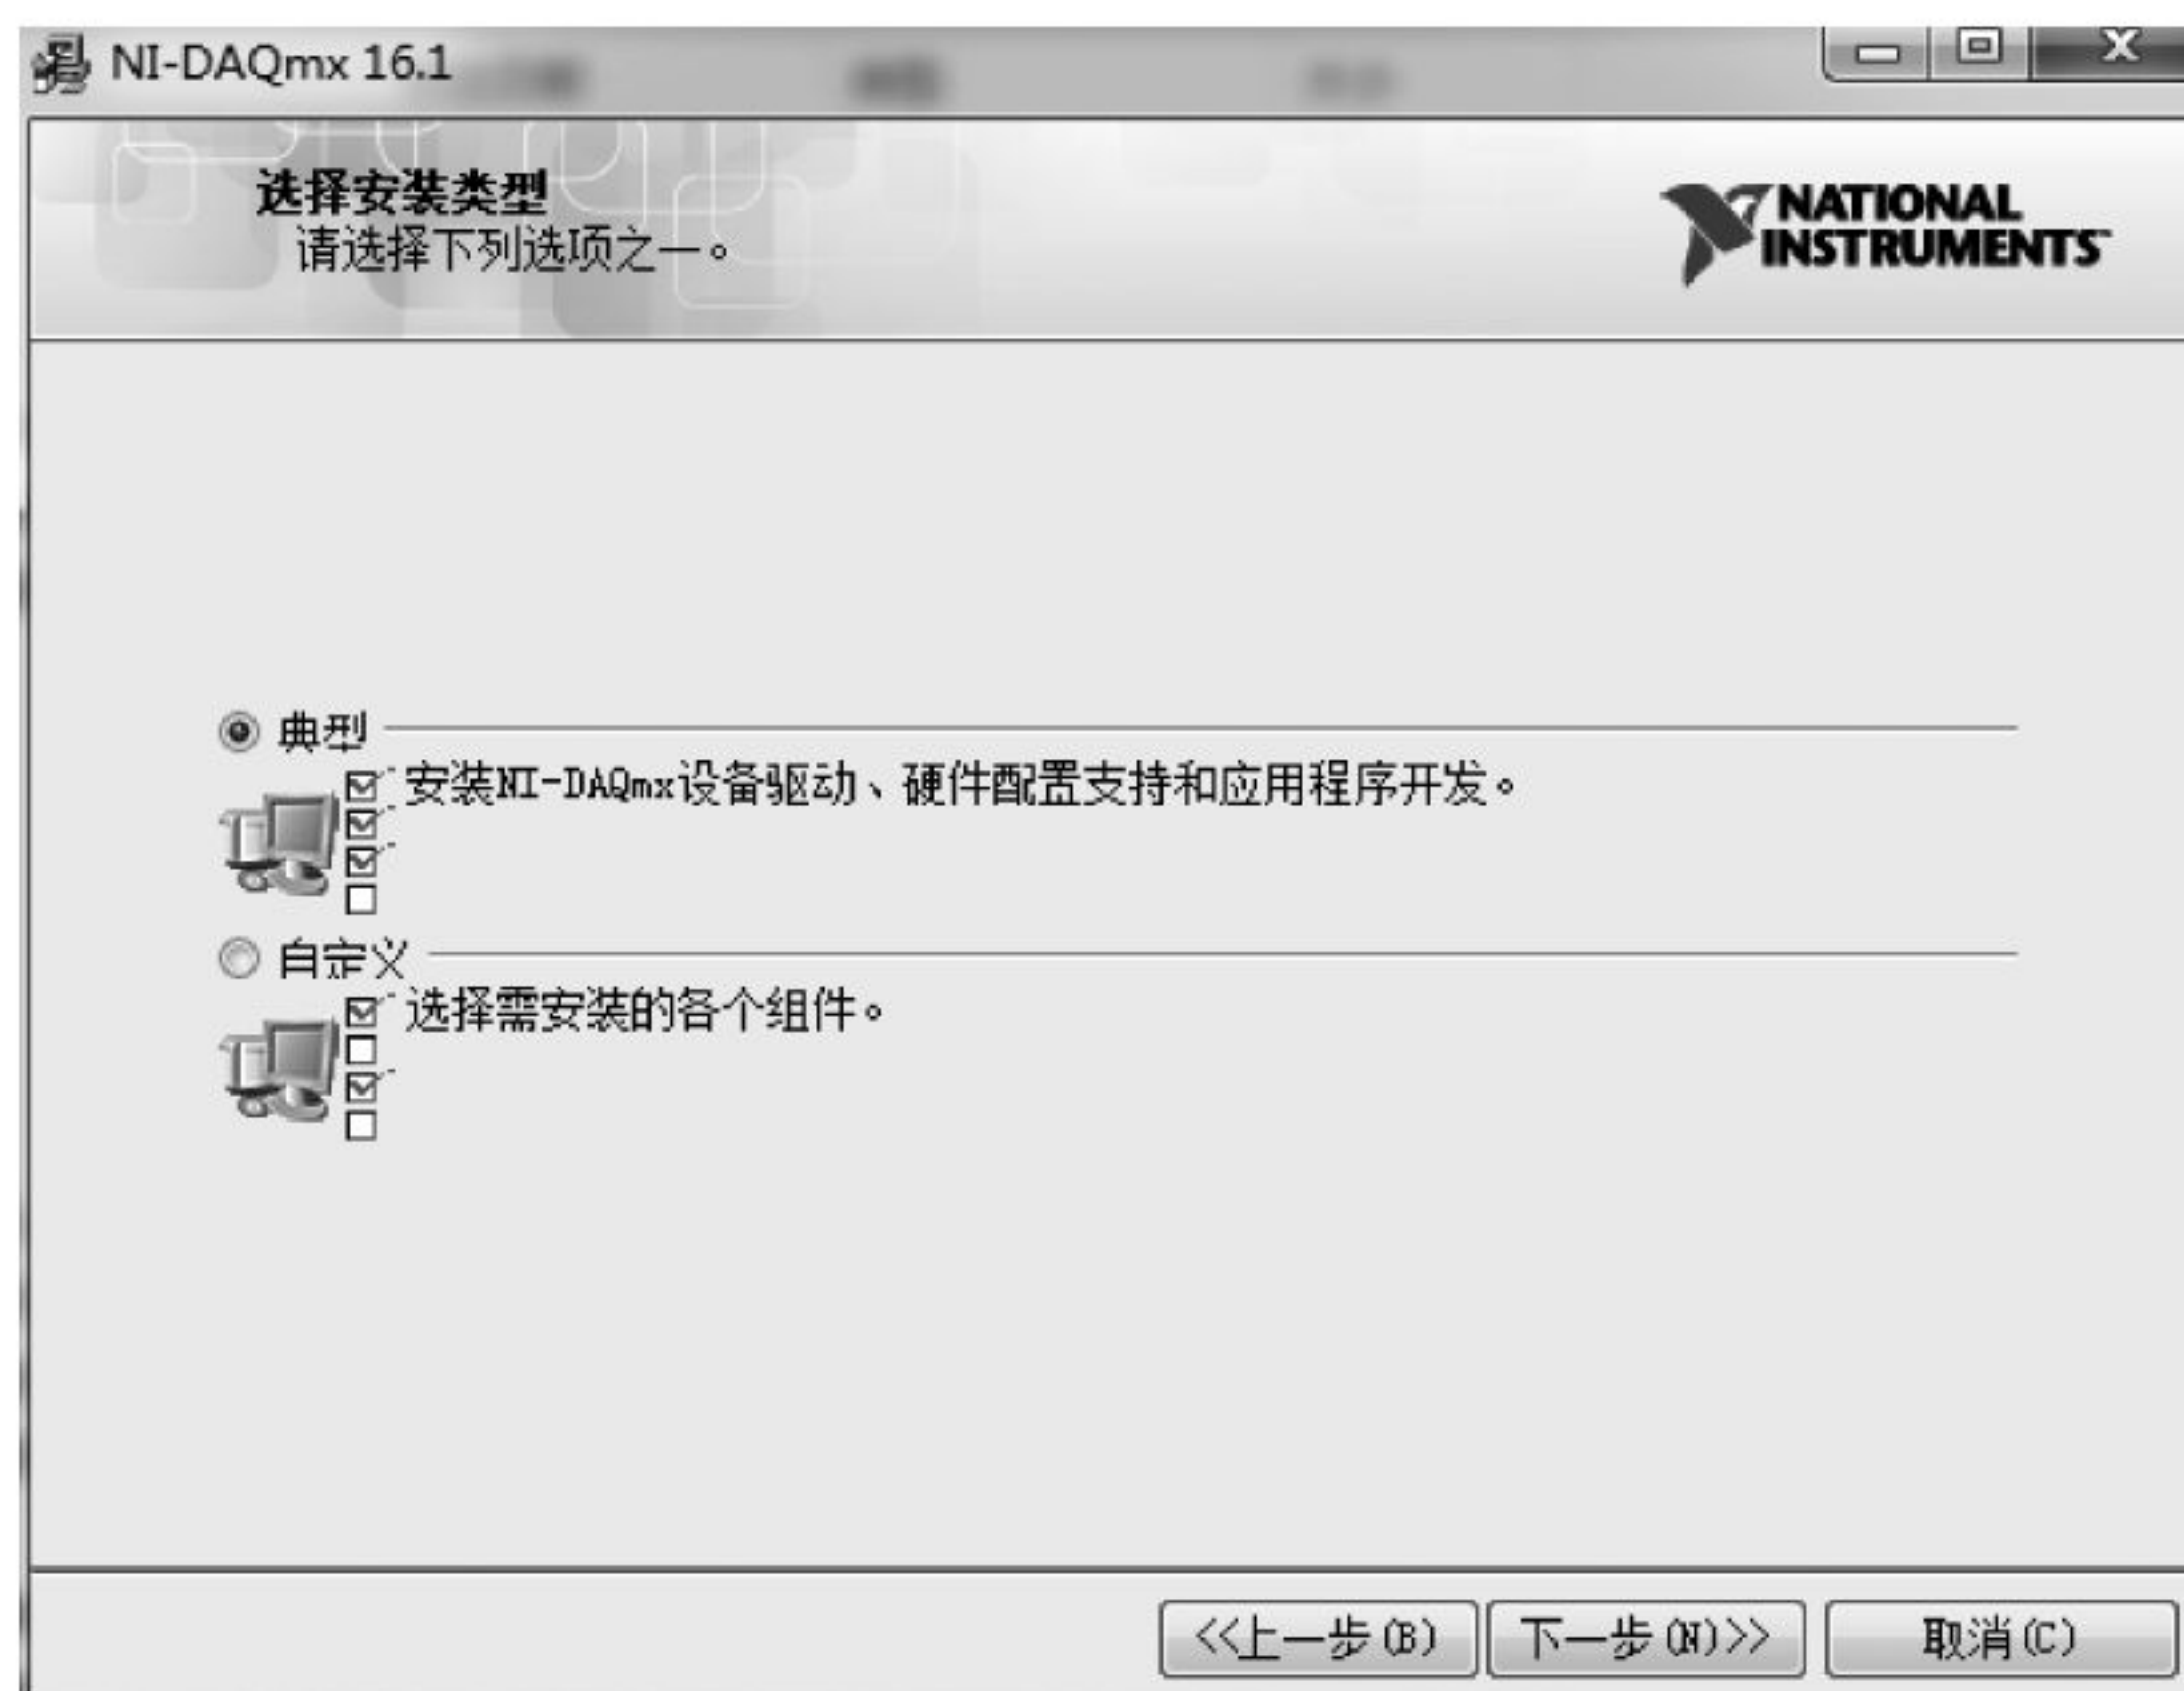 NI-DAQmx 16.1
选择安装类型
请选择下列选项之一。
NATIONAL
INSTRUMENTS™
典型
安装NI-DAQmx设备驱动、硬件配置支持和应用程序开发。
自定义
选择需安装的各个组件。
<<上一步(B) 下一步(N)>> 取消(C)